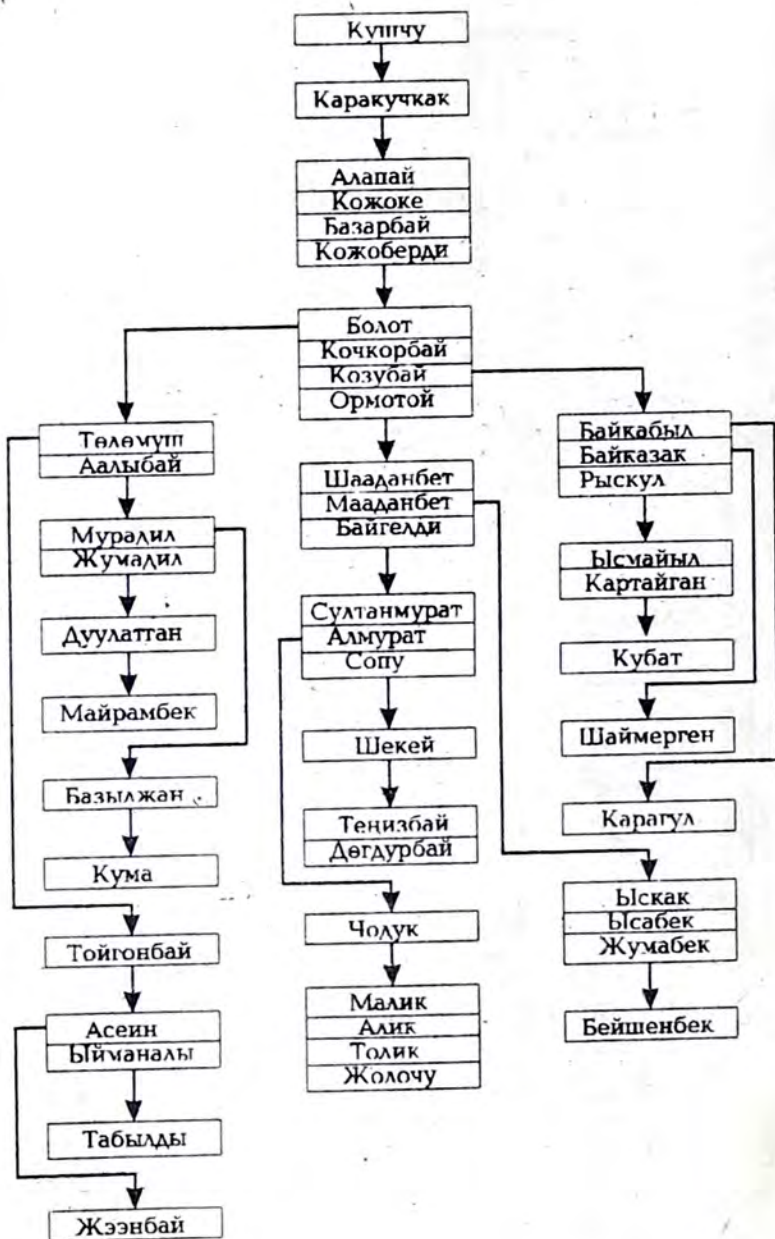 Кушчу
Каракучкак
Алапай
Кожоке
Базарбай
Кожоберди
Болот
Кочкорбай
Козубай
Ормотой
Төлөмүш
Аалыбай
Мурадил
Жумадил
Дуулатган
Майрамбек
Базылжан
Кума
Тойгонбай
Асеин
Ыйманалы
Табылды
Жээнбай
Шааданбет
Мааданбет
Байгелди
Султанмурат
Алмурат
Сопу
Шекей
Теңизбай
Дөгдурбай
Чолук
Малик
Алик
Толик
Жолочу
Байкабыл
Байказак
Рыскул
Ысмайыл
Картайган
Кубат
Шаймерген
Карагул
Ыскак
Ысабек
Жумабек
Бейшенбек